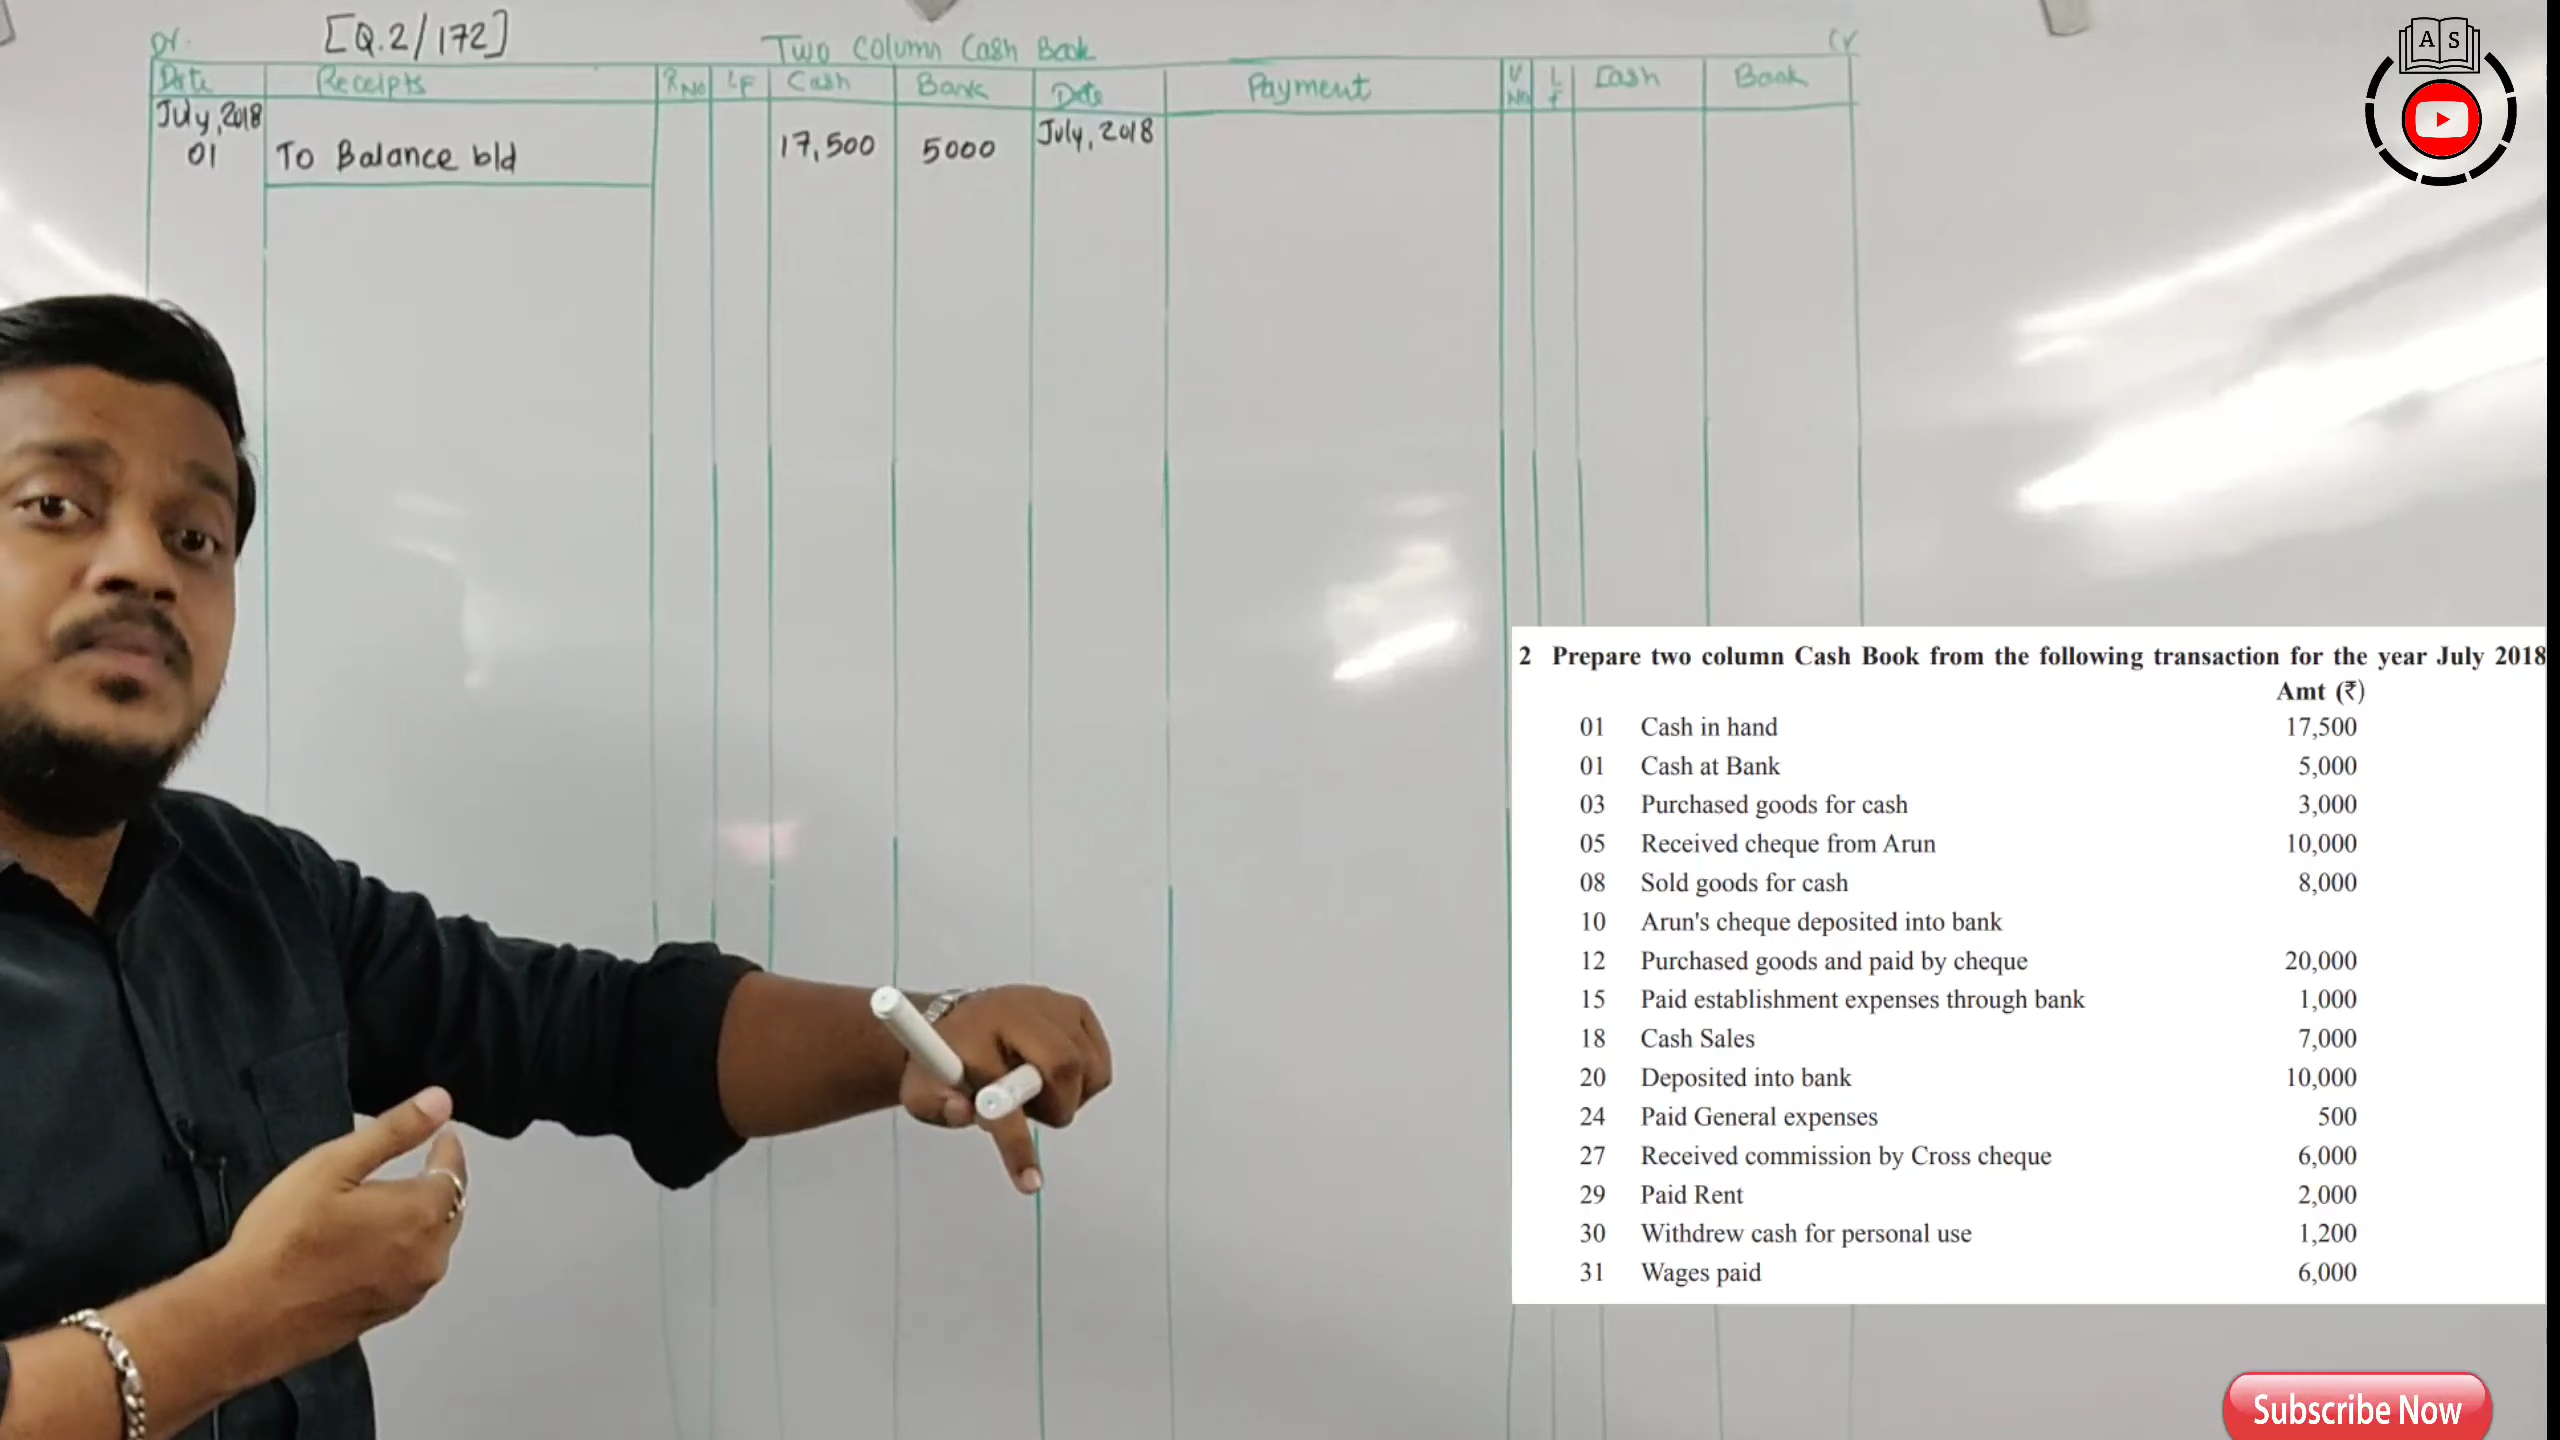 [Q.2/172]
Dr.
Two Column Cash Book
Cr
Date Receipts R No LF Cash Bank Date Payment V No L F Cash Bank
July, 2018
01 To Balance b/d 17,500 5000 July, 2018
A S
2 Prepare two column Cash Book from the following transaction for the year July 2018
Amt (₹)
01 Cash in hand 17,500
01 Cash at Bank 5,000
03 Purchased goods for cash 3,000
05 Received cheque from Arun 10,000
08 Sold goods for cash 8,000
10 Arun's cheque deposited into bank
12 Purchased goods and paid by cheque 20,000
15 Paid establishment expenses through bank 1,000
18 Cash Sales 7,000
20 Deposited into bank 10,000
24 Paid General expenses 500
27 Received commission by Cross cheque 6,000
29 Paid Rent 2,000
30 Withdrew cash for personal use 1,200
31 Wages paid 6,000
Subscribe Now